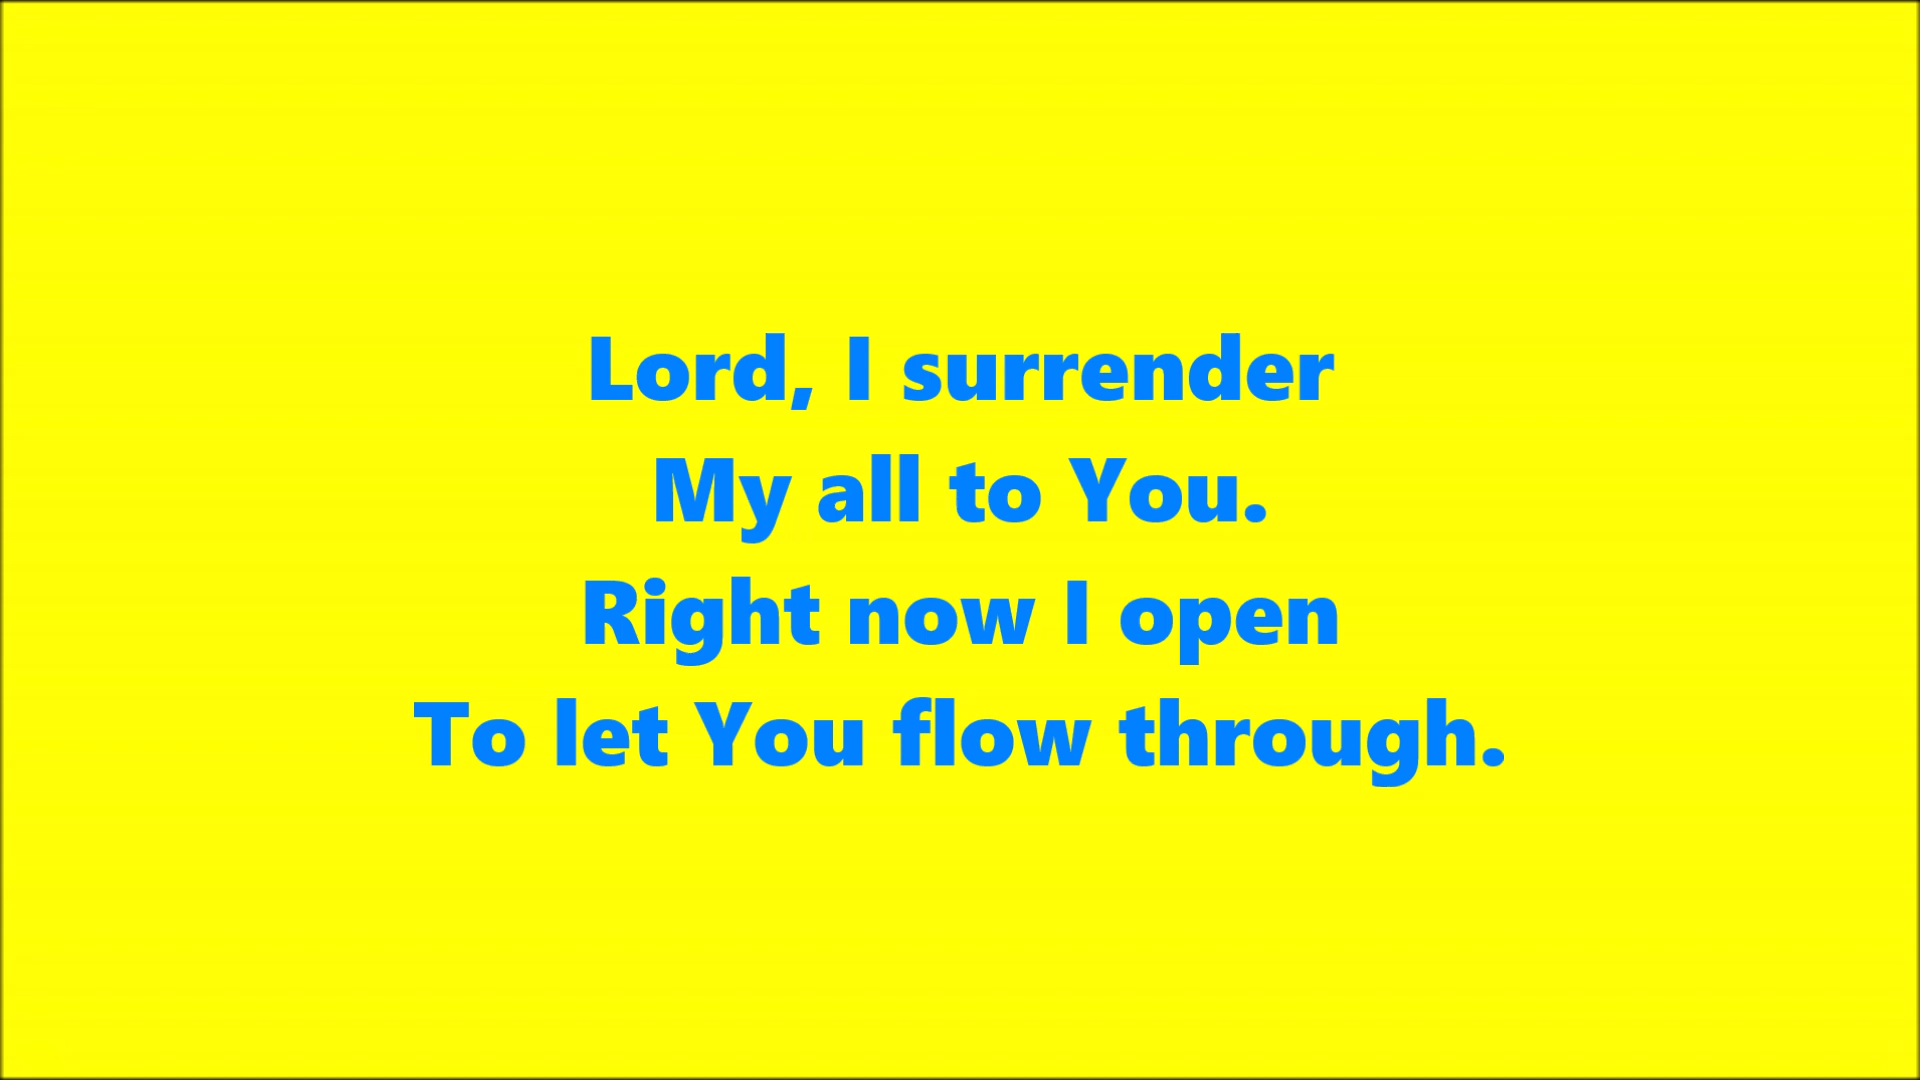 Lord, I surrender
My all to You.
Right now I open
To let You flow through.